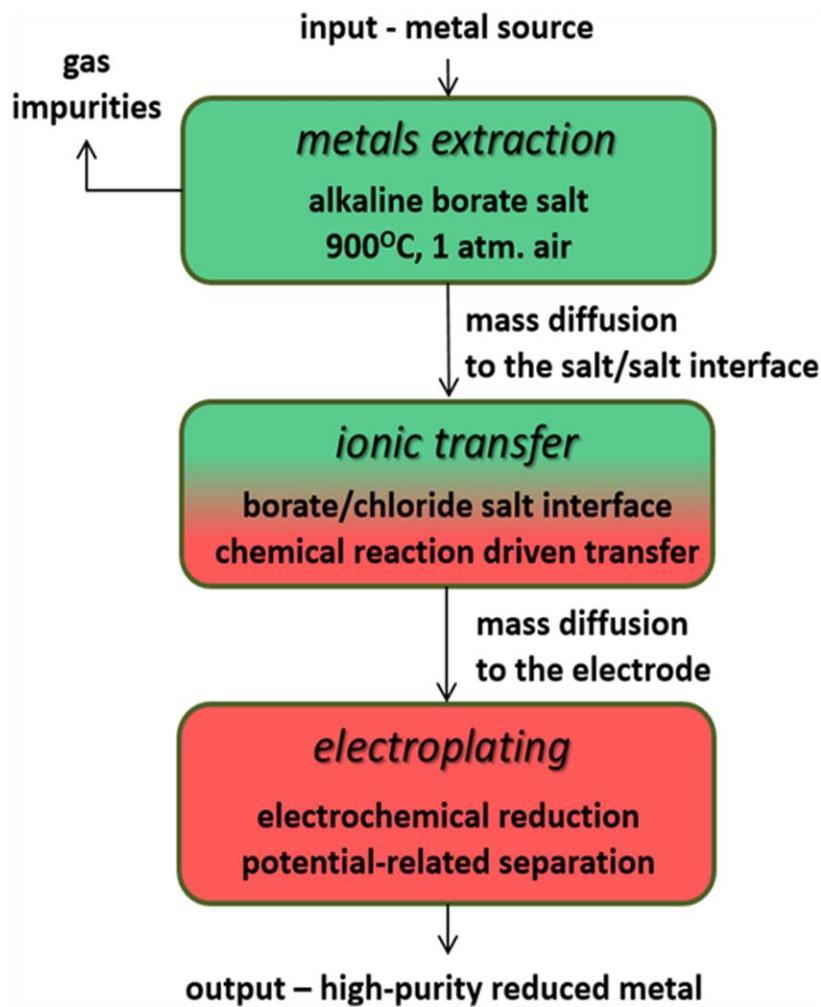 input - metal source
gas
impurities
metals extraction
alkaline borate salt
900⁰C, 1 atm. air
mass diffusion
to the salt/salt interface
ionic transfer
borate/chloride salt interface
chemical reaction driven transfer
mass diffusion
to the electrode
electroplating
electrochemical reduction
potential-related separation
output – high-purity reduced metal